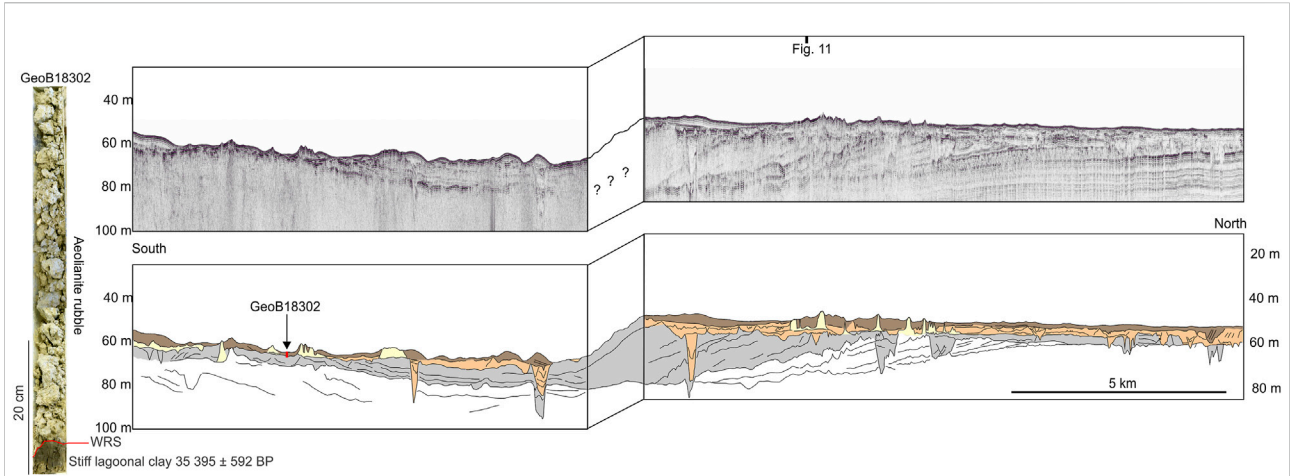 GeoB18302
Aeolianite rubble
20 cm
WRS
Stiff lagoonal clay 35 395 ± 592 BP
40 m
60 m
80 m
100 m
? ? ?
Fig. 11
South
North
GeoB18302
40 m
60 m
80 m
100 m
20 m
40 m
60 m
80 m
5 km